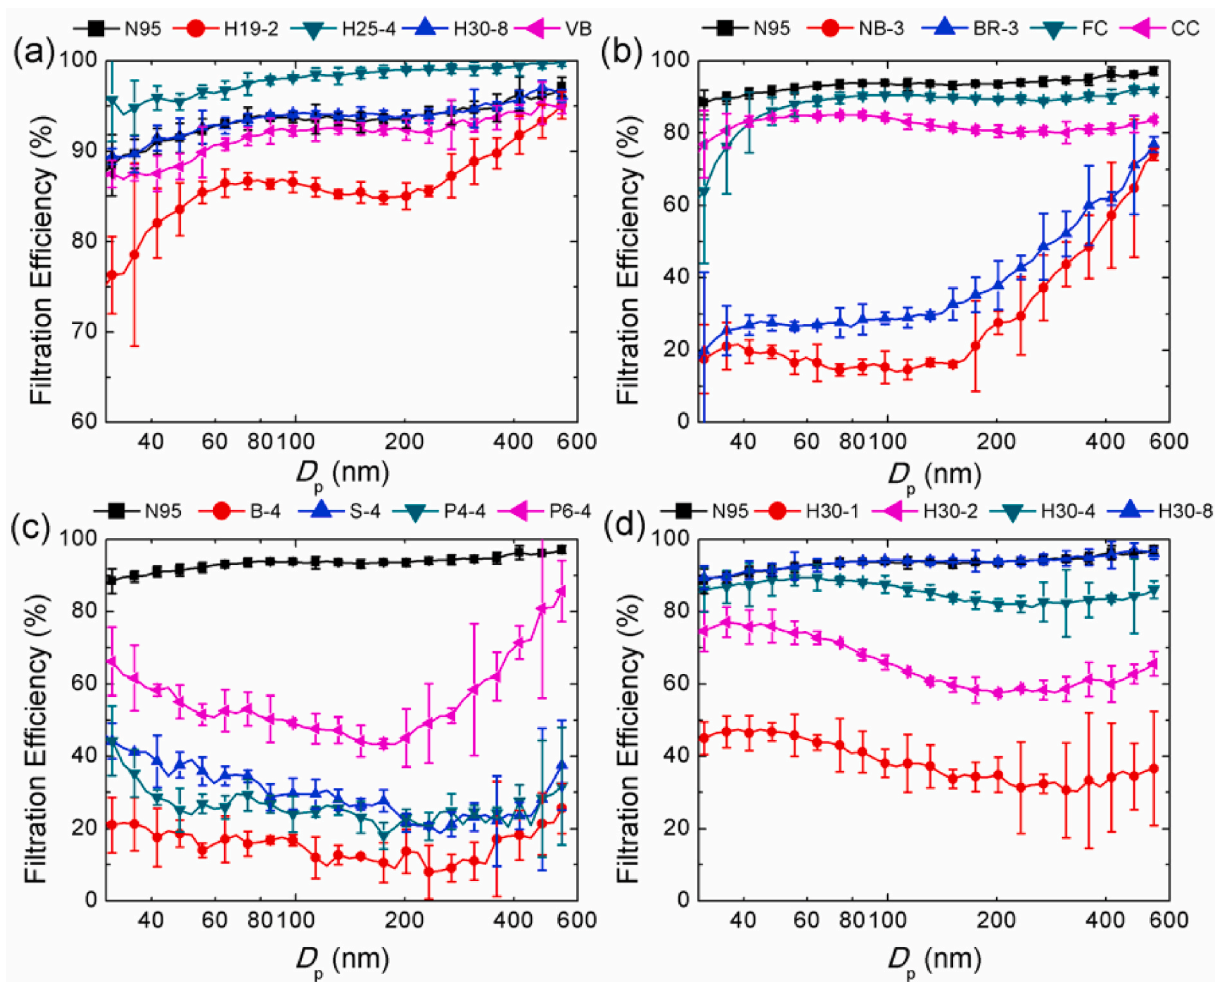 (a)
N95 H19-2 H25-4 H30-8 VB
Filtration Efficiency (%)
100
90
80
70
60
40 60 80 100 200 400 600
Dp (nm)
(b)
N95 NB-3 BR-3 FC CC
Filtration Efficiency (%)
100
80
60
40
20
0
40 60 80 100 200 400 600
Dp (nm)
(c)
N95 B-4 S-4 P4-4 P6-4
Filtration Efficiency (%)
100
80
60
40
20
0
40 60 80 100 200 400 600
Dp (nm)
(d)
N95 H30-1 H30-2 H30-4 H30-8
Filtration Efficiency (%)
100
80
60
40
20
0
40 60 80 100 200 400 600
Dp (nm)